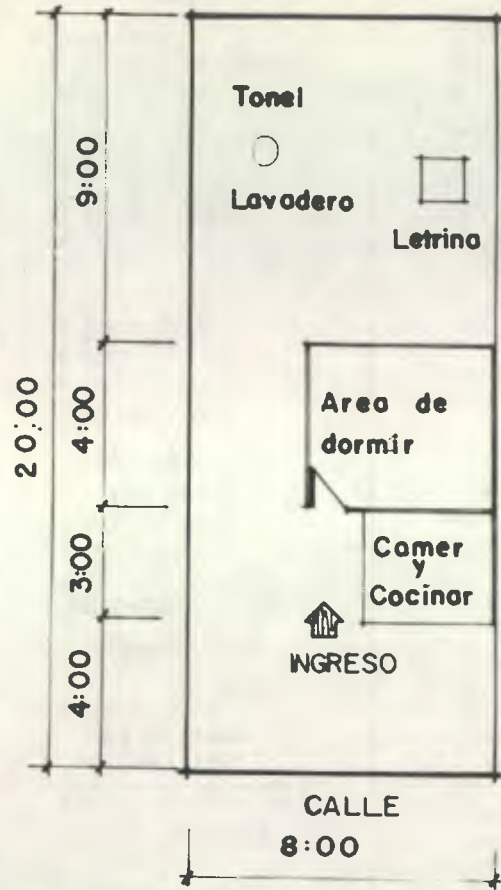 Tonel
Lavadero
Letrina
9:00
20:00
4:00
Area de
dormir
3:00
Comer
y
Cocinar
4:00
INGRESO
CALLE
8:00